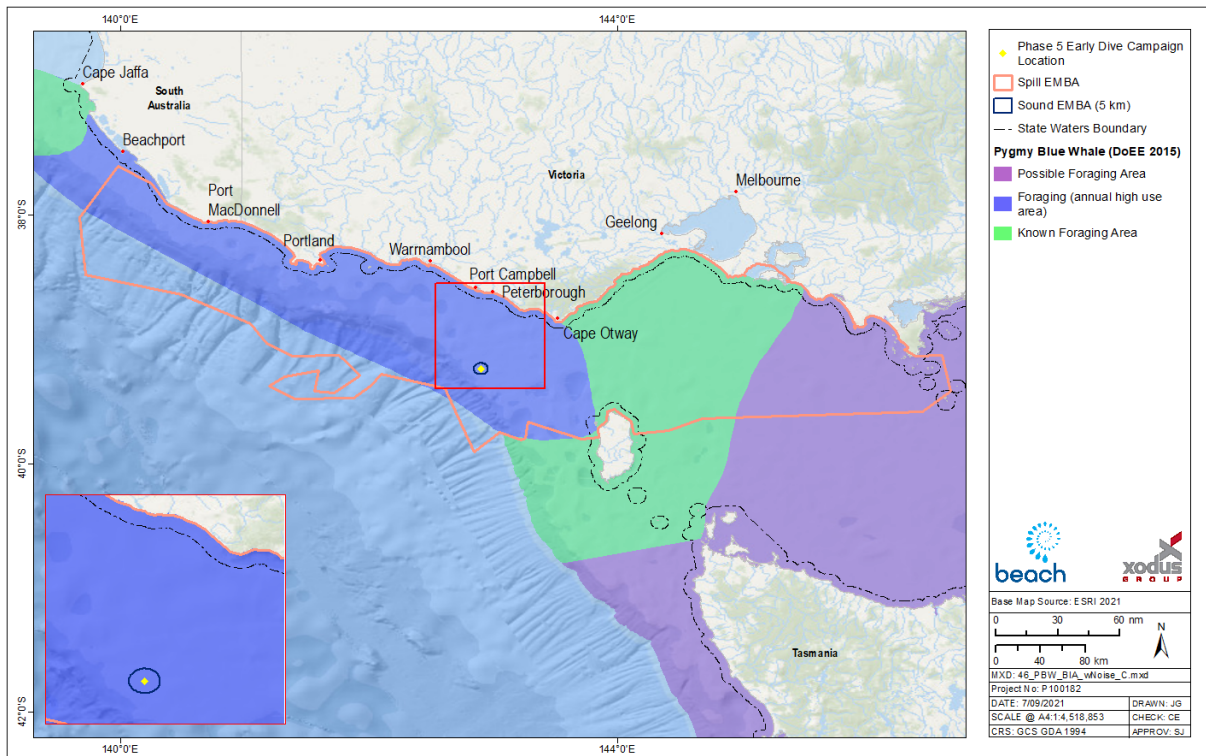 140°0'E
144°0'E
38°0'S
40°0'S
42°0'S
Cape Jaffa
South
Australia
Beachport
Port
MacDonnell
Portland
Victoria
Warrnambool
Port Campbell
Peterborough
Cape Otway
Geelong
Melbourne
Tasmania
140°0'E
144°0'E
Phase 5 Early Dive Campaign
Location
Spill EMBA
Sound EMBA (5 km)
State Waters Boundary
Pygmy Blue Whale (DoEE 2015)
Possible Foraging Area
Foraging (annual high use
area)
Known Foraging Area
beach
xodus
GROUP
Base Map Source: ESRI 2021
0 30 60 nm
N
0 40 80 km
MXD: 46_PBW_BIA_wNoise_C.mxd
Project No: P100182
DATE: 7/09/2021
DRAWN: JG
SCALE @ A4:1:4,518,853
CHECK: CE
CRS: GCS GDA 1994
APPROV: SJ